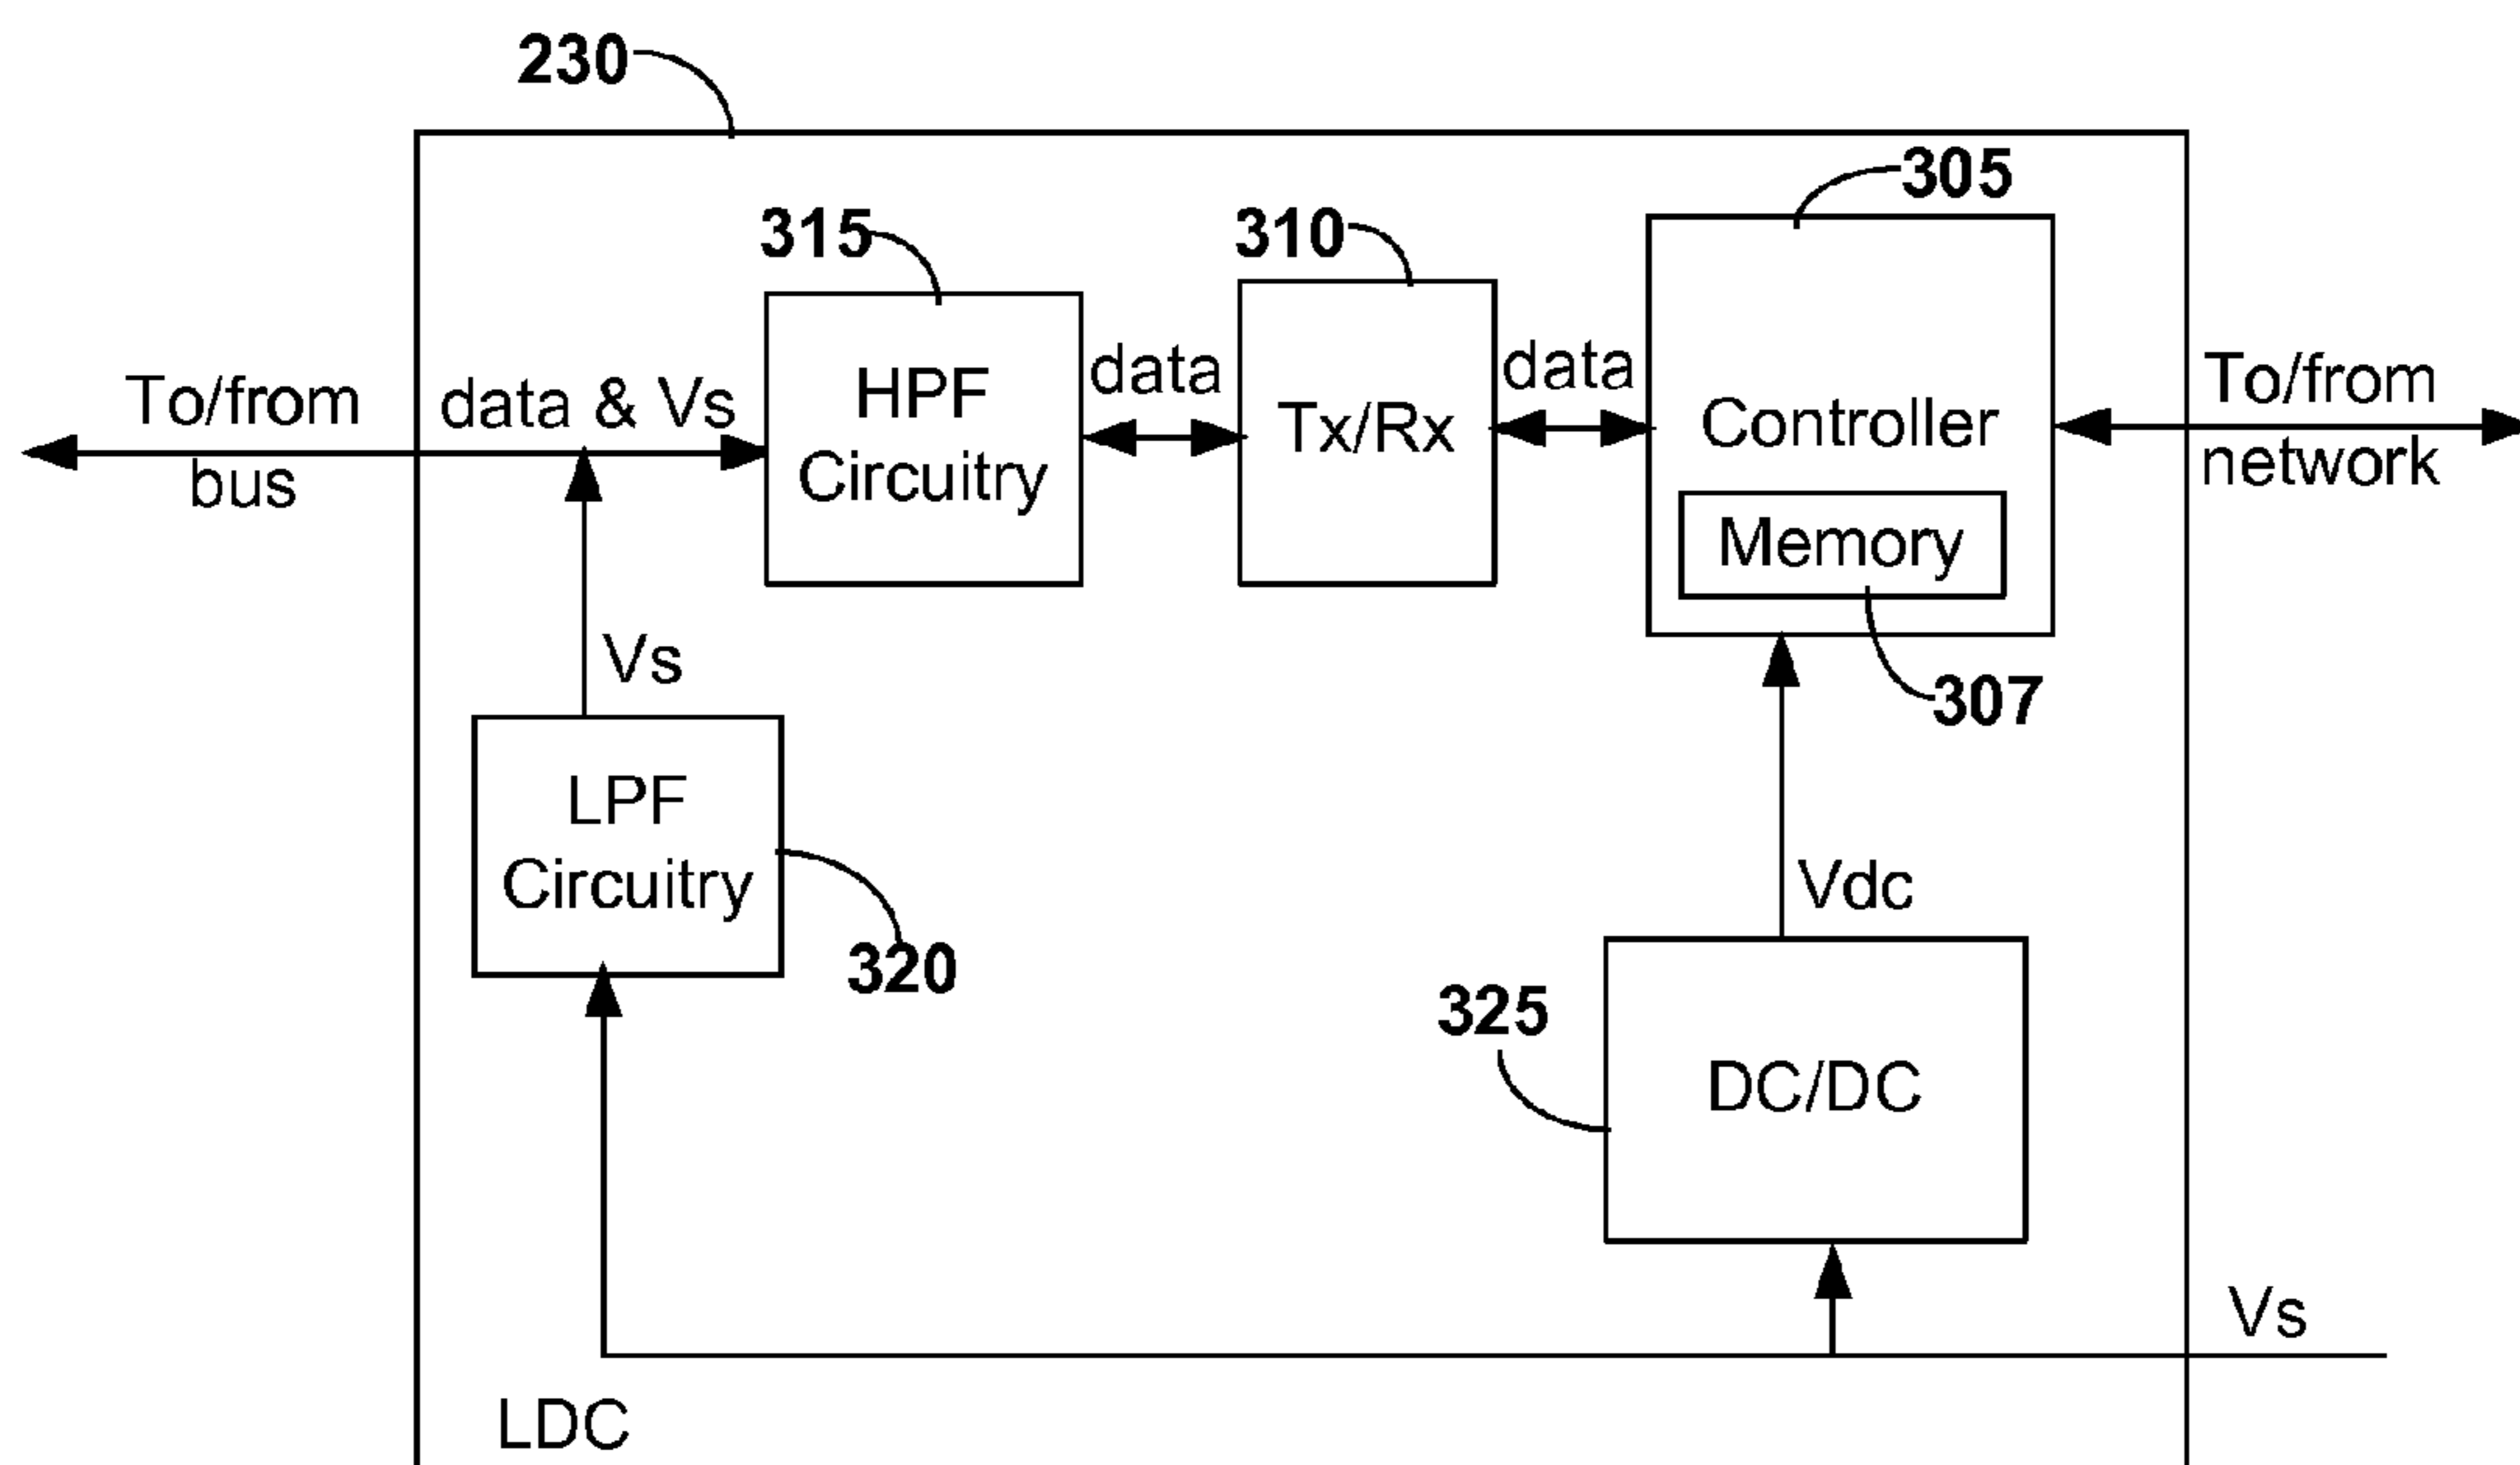 230
305
315
310
To/from
bus
data & Vs
HPF
Circuitry
data
Tx/Rx
data
Controller
To/from
network
Memory
Vs
307
LPF
Circuitry
320
Vdc
325
DC/DC
Vs
LDC